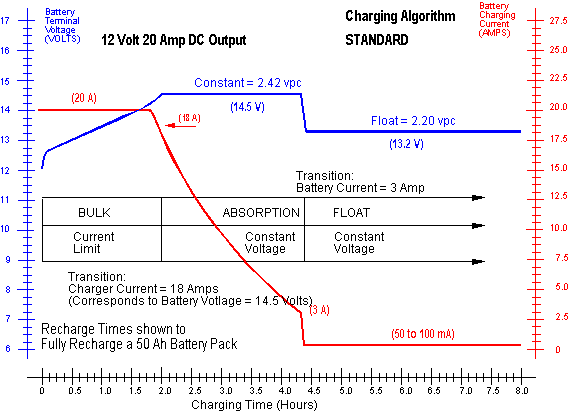 Battery
Terminal
Voltage
(VOLTS)
12 Volt 20 Amp DC Output
Charging Algorithm
STANDARD
Battery
Charging
Current
(AMPS)
17
16
15
14
13
12
11
10
9
8
7
6
27.5
25.0
22.5
20.0
17.5
15.0
12.5
10.0
7.5
5.0
2.5
0
Constant = 2.42 vpc
(14.5 V)
(20 A)
(18 A)
Float = 2.20 vpc
(13.2 V)
Transition:
Battery Current = 3 Amp
BULK
ABSORPTION
FLOAT
Current
Limit
Constant
Voltage
Constant
Voltage
Transition:
Charger Current = 18 Amps
(Corresponds to Battery Votlage = 14.5 Volts)
(3 A)
Recharge Times shown to
Fully Recharge a 50 Ah Battery Pack
(50 to 100 mA)
0 0.5 1.0 1.5 2.0 2.5 3.0 3.5 4.0 4.5 5.0 5.5 6.0 6.5 7.0 7.5 8.0
Charging Time (Hours)